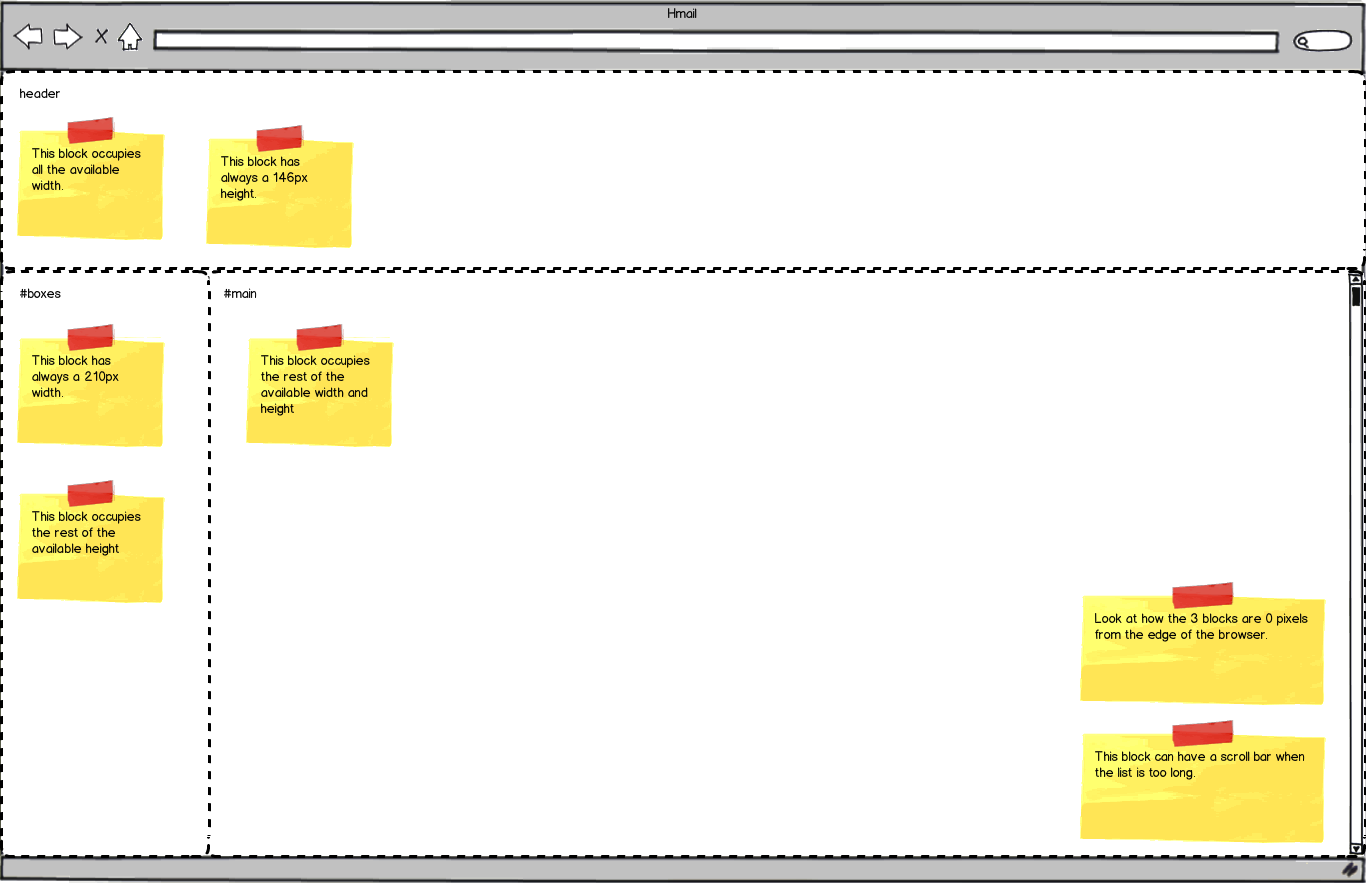 Hmail
header
This block occupies
all the available
width.
This block has
always a 146px
height.
#boxes
#main
This block has
always a 210px
width.
This block occupies
the rest of the
available width and
height
This block occupies
the rest of the
available height
Look at how the 3 blocks are 0 pixels
from the edge of the browser.
This block can have a scroll bar when
the list is too long.